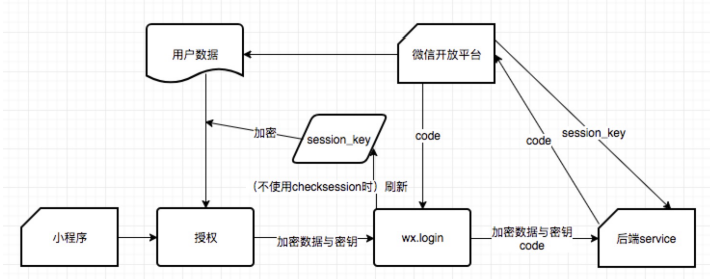 用户数据
微信开放平台
加密
session_key
code
code
session_key
（不使用checksession时）刷新
小程序
授权
加密数据与密钥
wx.login
加密数据与密钥
code
后端service